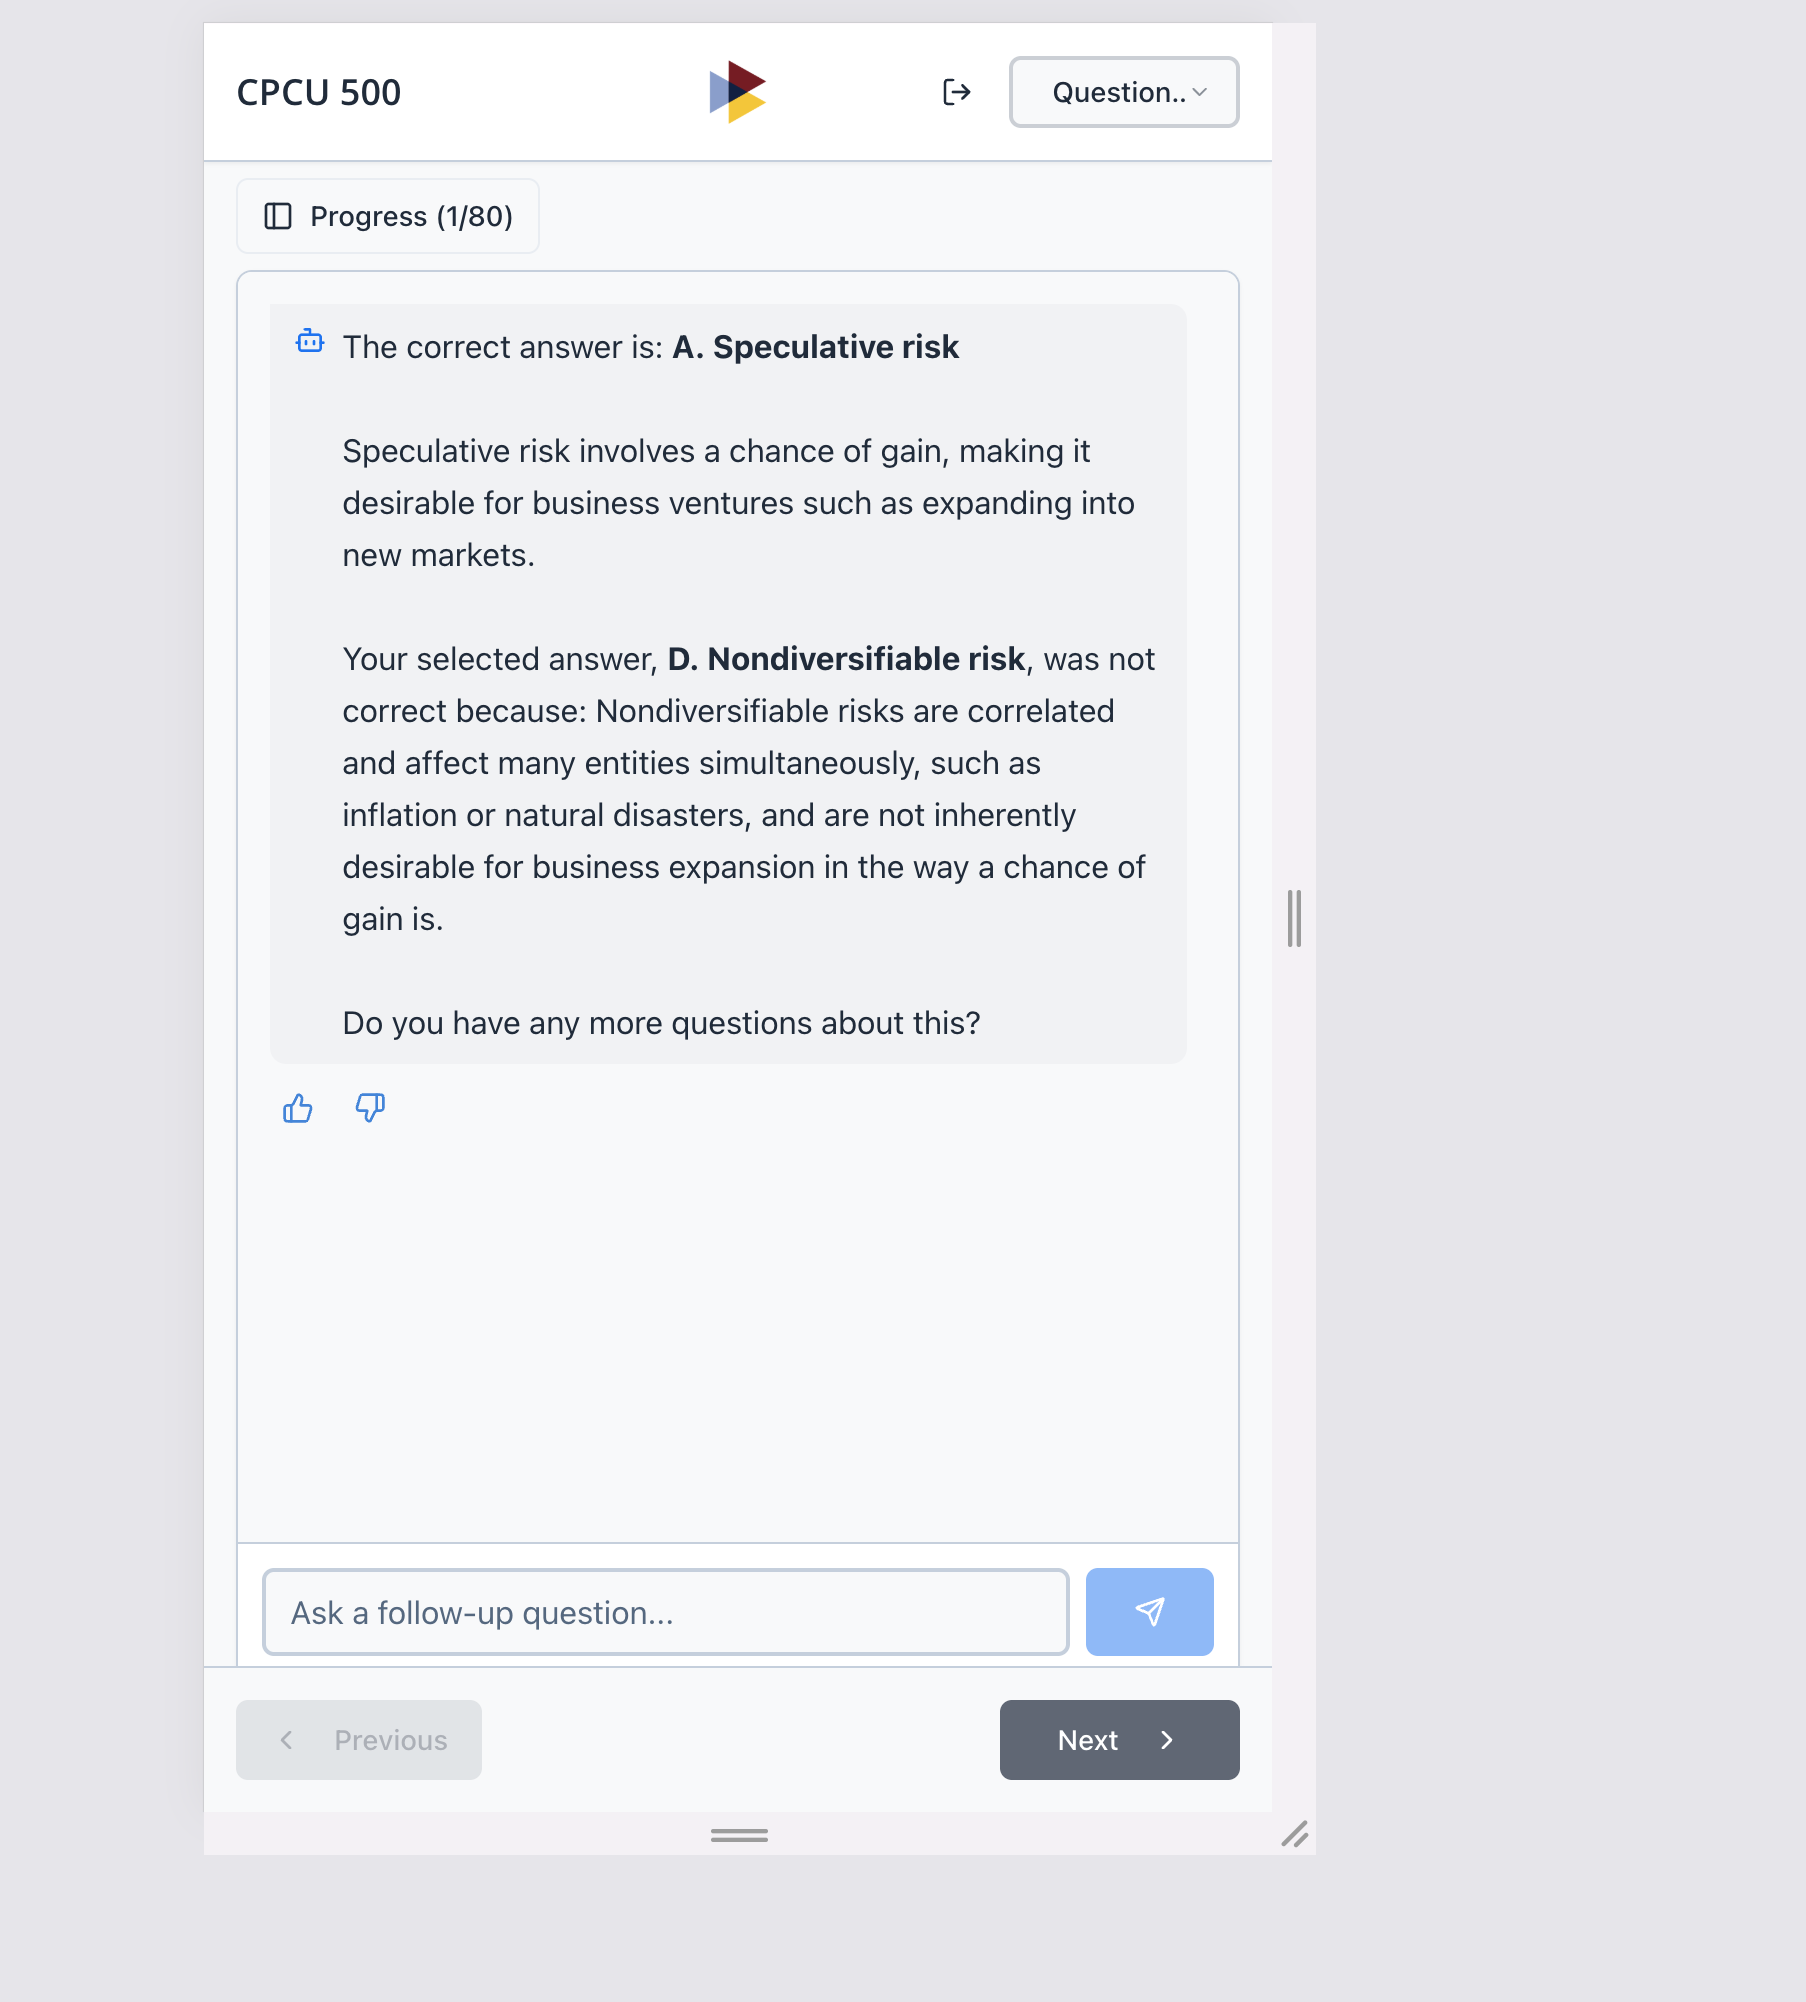 CPCU 500
Question..
Progress (1/80)
The correct answer is: A. Speculative risk
Speculative risk involves a chance of gain, making it
desirable for business ventures such as expanding into
new markets.
Your selected answer, D. Nondiversifiable risk, was not
correct because: Nondiversifiable risks are correlated
and affect many entities simultaneously, such as
inflation or natural disasters, and are not inherently
desirable for business expansion in the way a chance of
gain is.
Do you have any more questions about this?
Ask a follow-up question...
Previous
Next